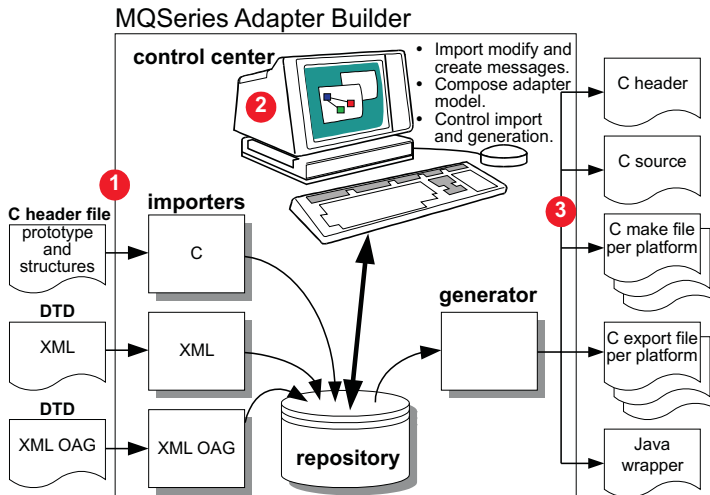 MQSeries Adapter Builder
control center
• Import modify and
create messages.
• Compose adapter
model.
• Control import
and generation.
2
1
3
importers
C header file
prototype
and
structures
C
DTD
XML
XML
DTD
XML OAG
XML OAG
repository
generator
C header
C source
C make file
per platform
C export file
per platform
Java
wrapper